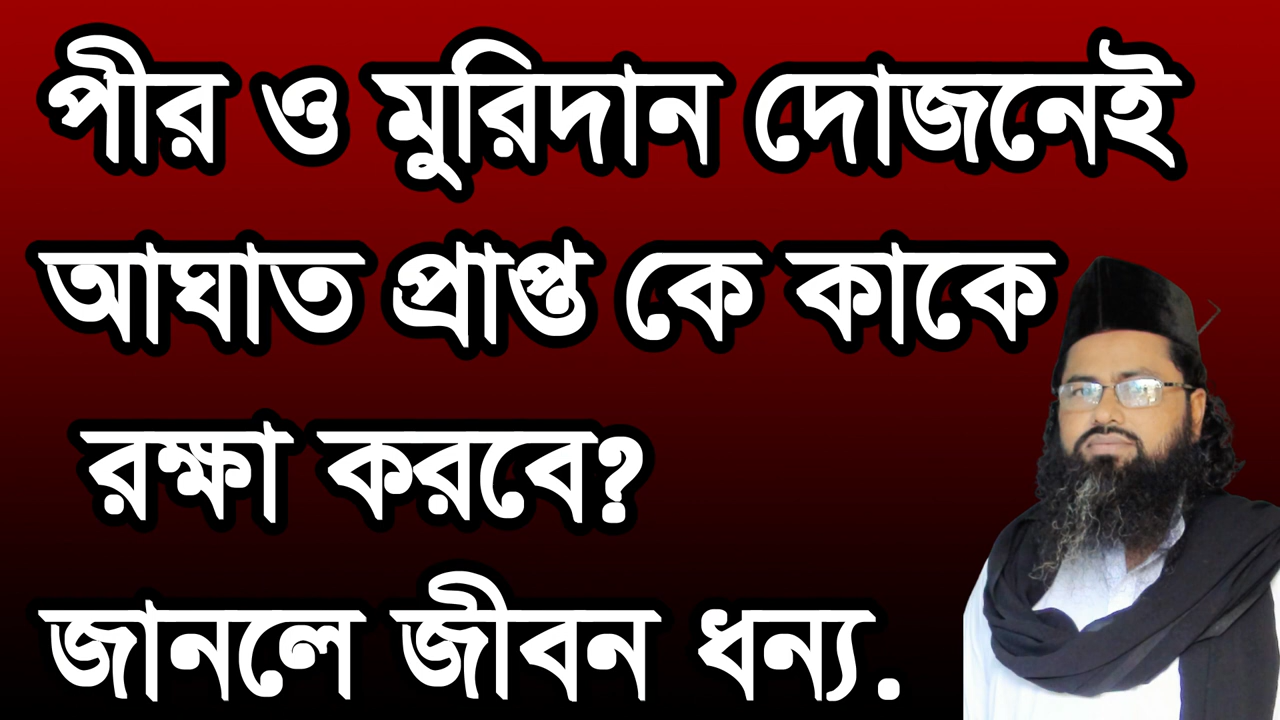 পীর ও মুরিদান দোজনেই
আঘাত প্রাপ্ত কে কাকে
রক্ষা করবে?
জানলে জীবন ধন্য.